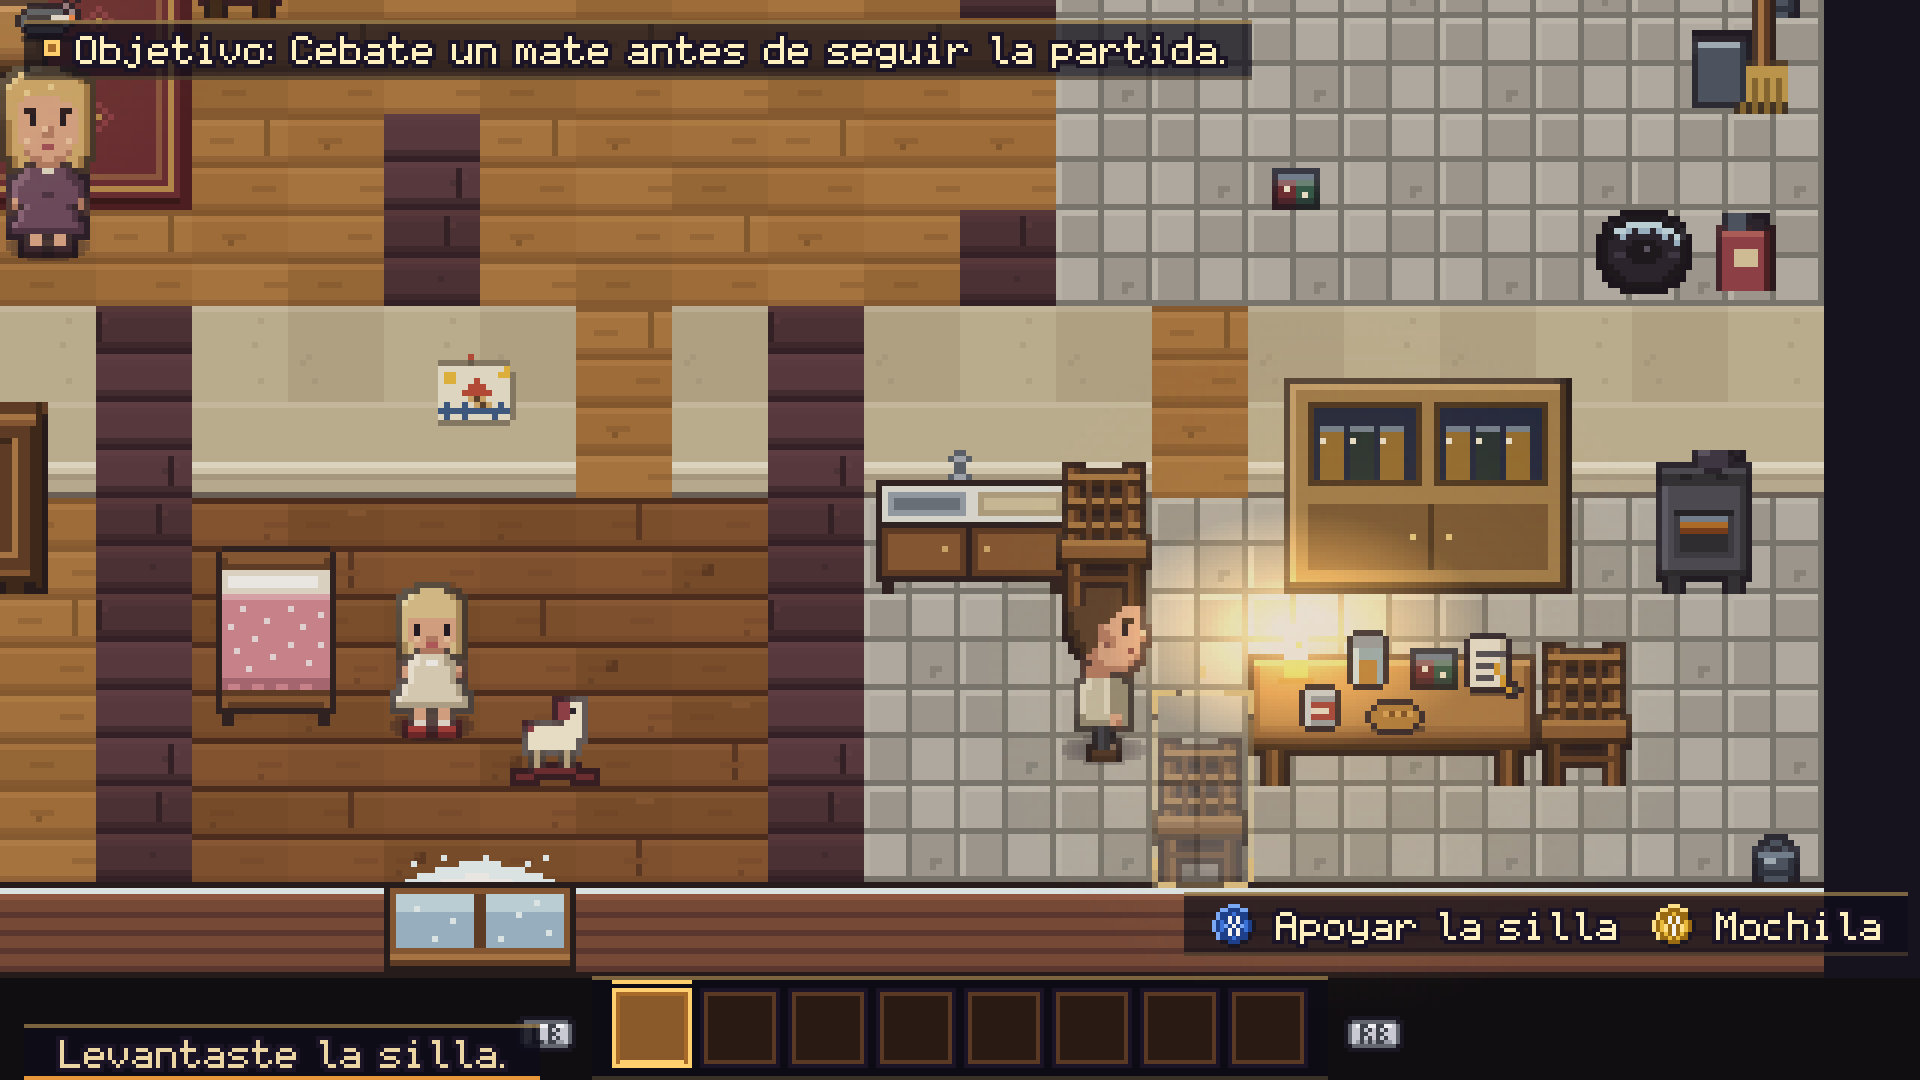 Objetivo: Cebate un mate antes de seguir la partida.
Apoyar la silla
Mochila
Levantaste la silla.